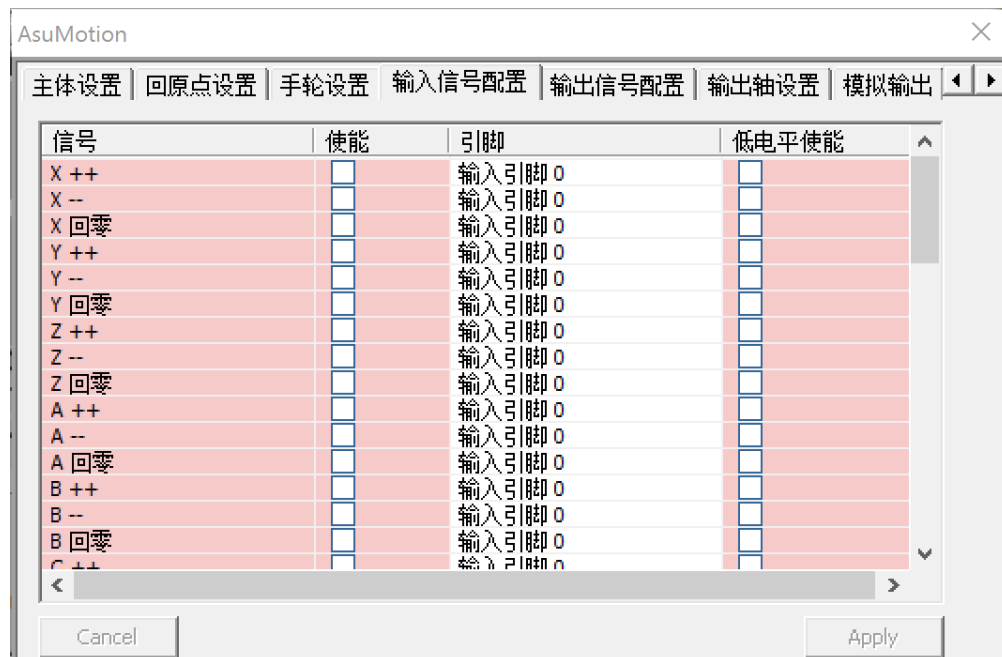 AsuMotion
主体设置 回原点设置 手轮设置 输入信号配置 输出信号配置 输出轴设置 模拟输出
信号 使能 引脚 低电平使能
X ++ 输入引脚 0
X -- 输入引脚 0
X 回零 输入引脚 0
Y ++ 输入引脚 0
Y -- 输入引脚 0
Y 回零 输入引脚 0
Z ++ 输入引脚 0
Z -- 输入引脚 0
Z 回零 输入引脚 0
A ++ 输入引脚 0
A -- 输入引脚 0
A 回零 输入引脚 0
B ++ 输入引脚 0
B -- 输入引脚 0
B 回零 输入引脚 0
C ++ 输入引脚 0
Cancel Apply